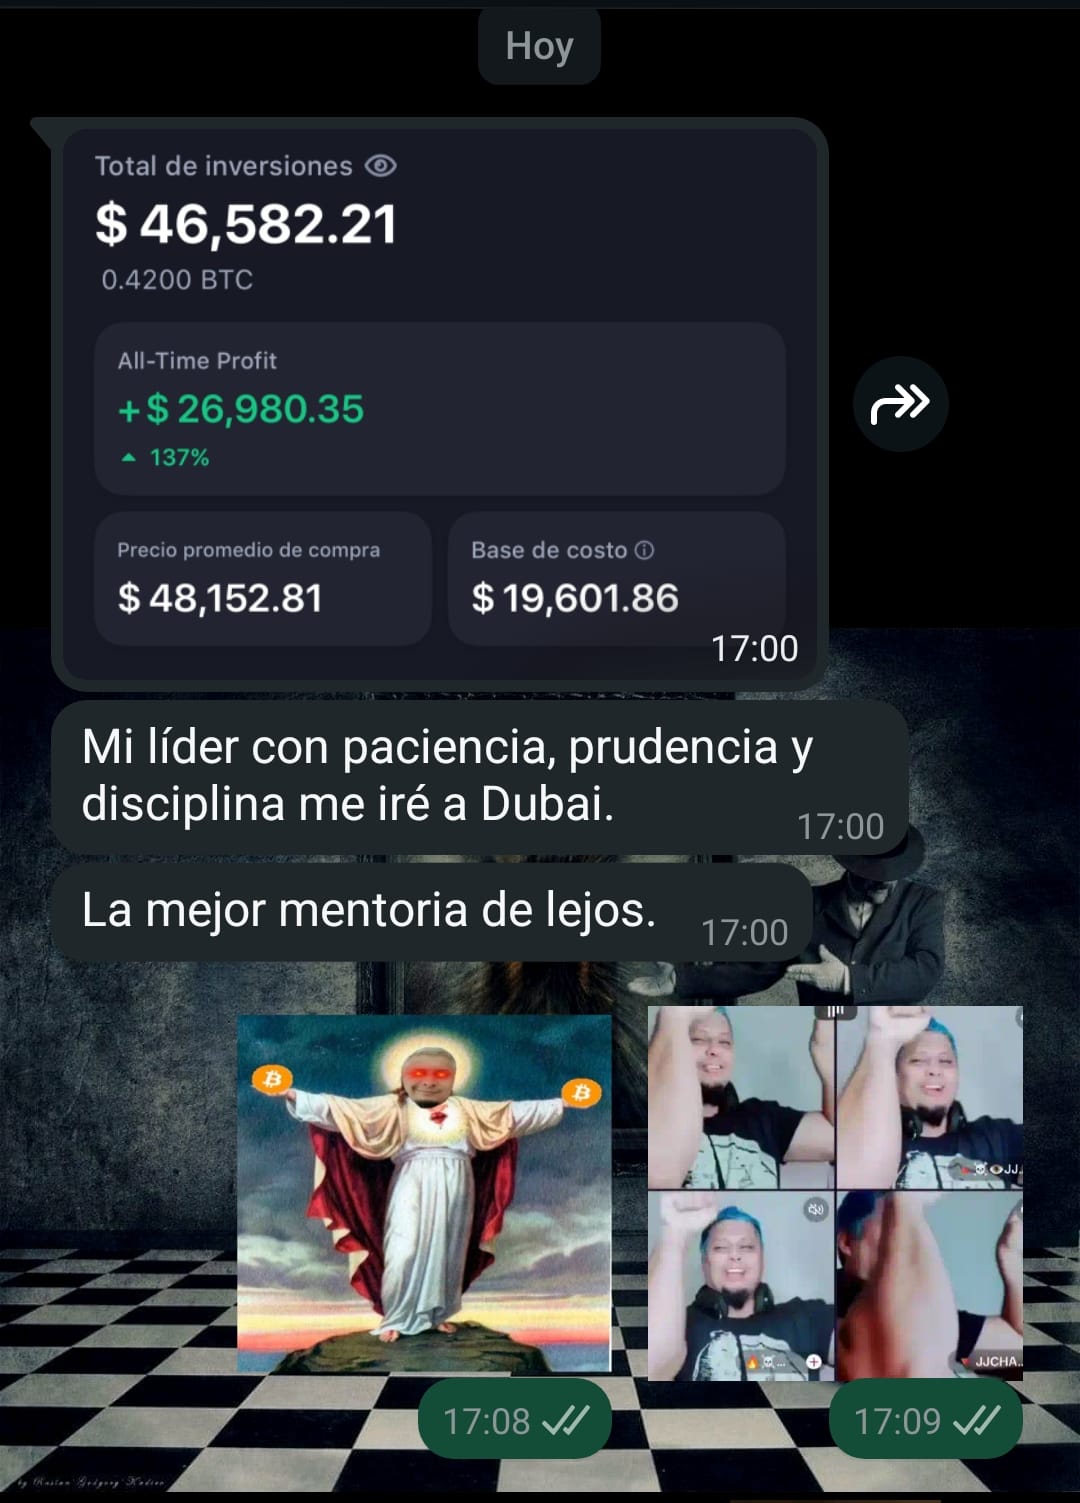 Hoy
Total de inversiones
$ 46,582.21
0.4200 BTC
All-Time Profit
+$ 26,980.35
137%
Precio promedio de compra
$ 48,152.81
Base de costo
$ 19,601.86
17:00
Mi líder con paciencia, prudencia y
disciplina me iré a Dubai.
17:00
La mejor mentoria de lejos.
17:00
JJ.
...
JJCHA..
17:08
17:09
by Ruslan Grigoriy Kadiev